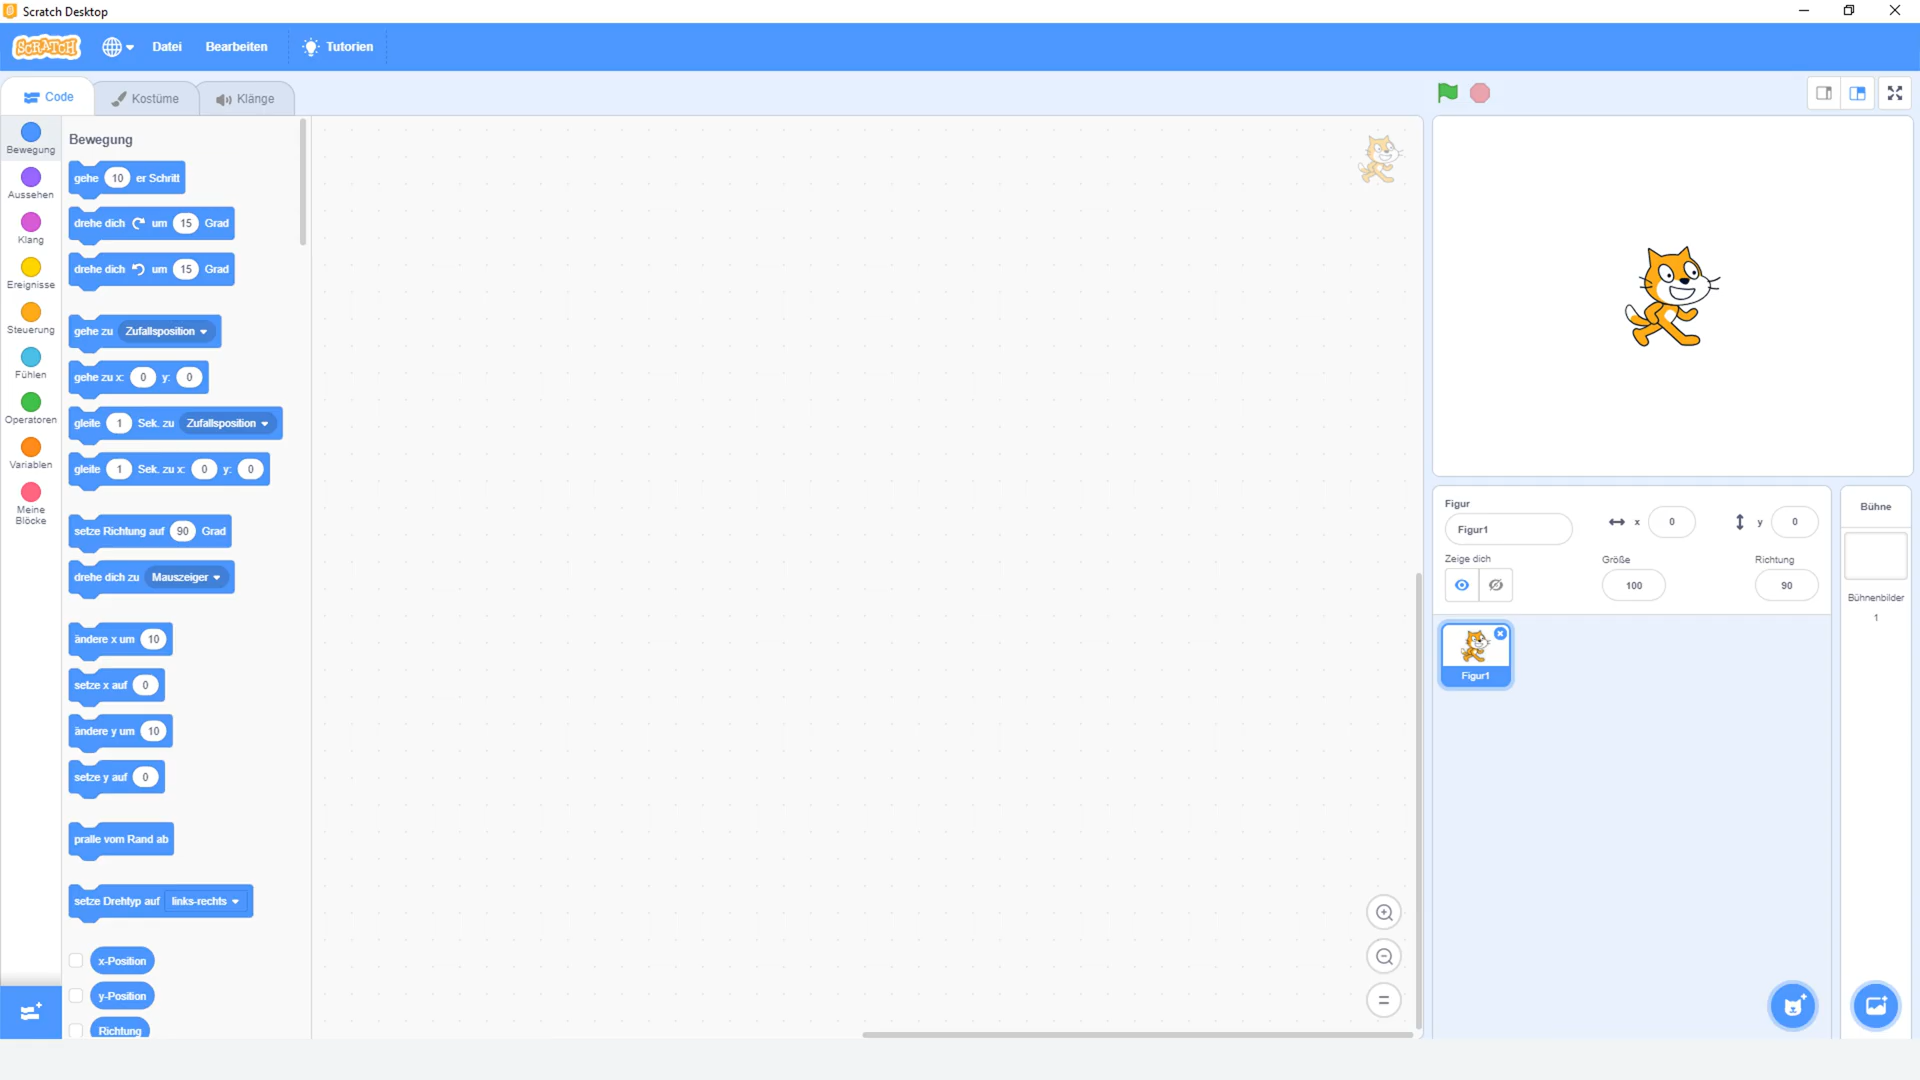 Scratch Desktop
SCRATCH
Datei
Bearbeiten
Tutorien
Code
Kostüme
Klänge
Bewegung
Aussehen
Klang
Ereignisse
Steuerung
Fühlen
Operatoren
Variablen
Meine
Blöcke
Bewegung
gehe 10 er Schritt
drehe dich um 15 Grad
drehe dich um 15 Grad
gehe zu Zufallsposition
gehe zu x: 0 y: 0
gleite 1 Sek. zu Zufallsposition
gleite 1 Sek. zu x: 0 y: 0
setze Richtung auf 90 Grad
drehe dich zu Mauszeiger
ändere x um 10
setze x auf 0
ändere y um 10
setze y auf 0
pralle vom Rand ab
setze Drehtyp auf links-rechts
x-Position
y-Position
Richtung
Figur
Figur1
x 0
y 0
Zeige dich
Größe
100
Richtung
90
Figur1
Bühne
Bühnenbilder
1